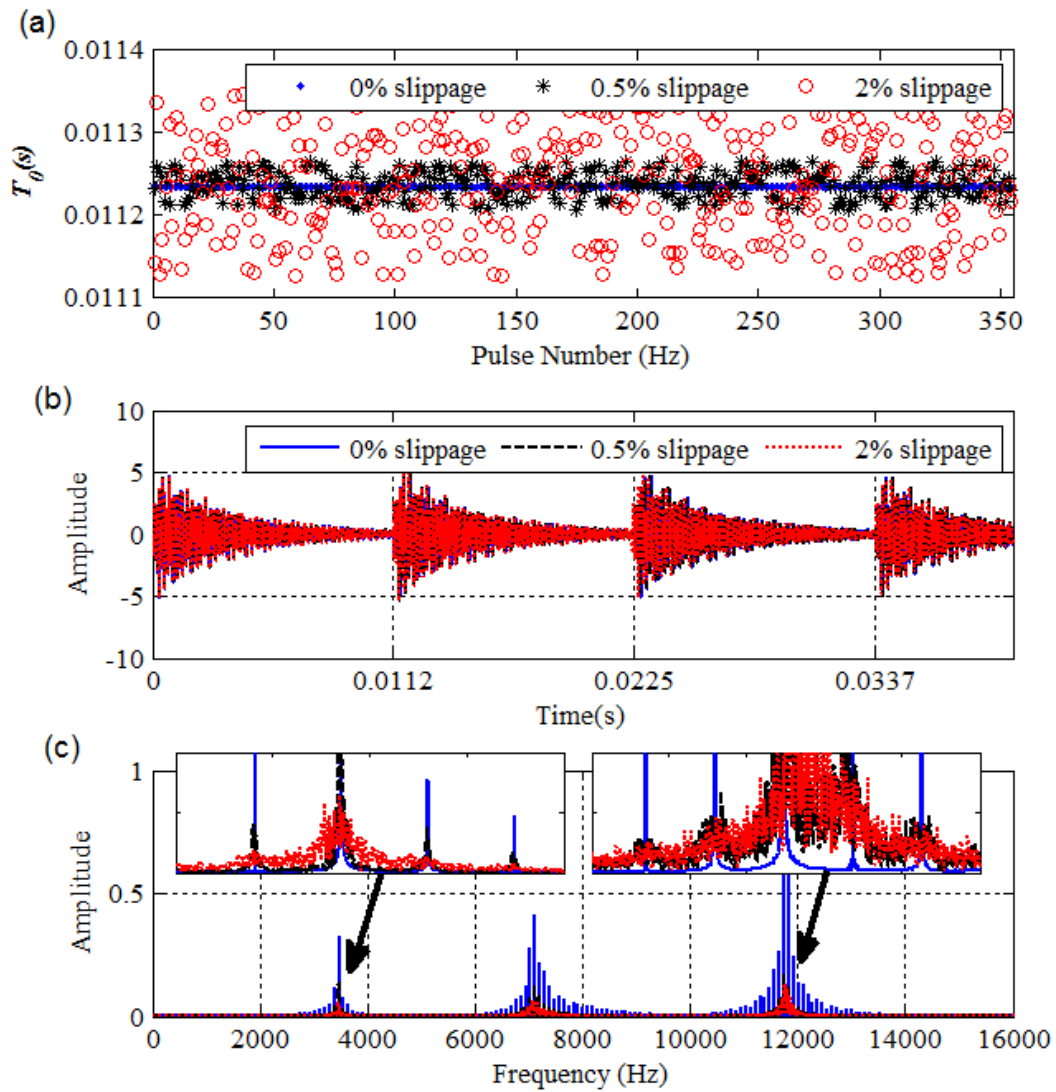 (a)
0.0114
0.0113
0.0112
0.0111
T0(s)
0% slippage 0.5% slippage 2% slippage
0 50 100 150 200 250 300 350
Pulse Number (Hz)
(b)
10
5
0
-5
-10
Amplitude
0% slippage 0.5% slippage 2% slippage
0 0.0112 0.0225 0.0337
Time(s)
(c)
1
0.5
0
Amplitude
0 2000 4000 6000 8000 10000 12000 14000 16000
Frequency (Hz)